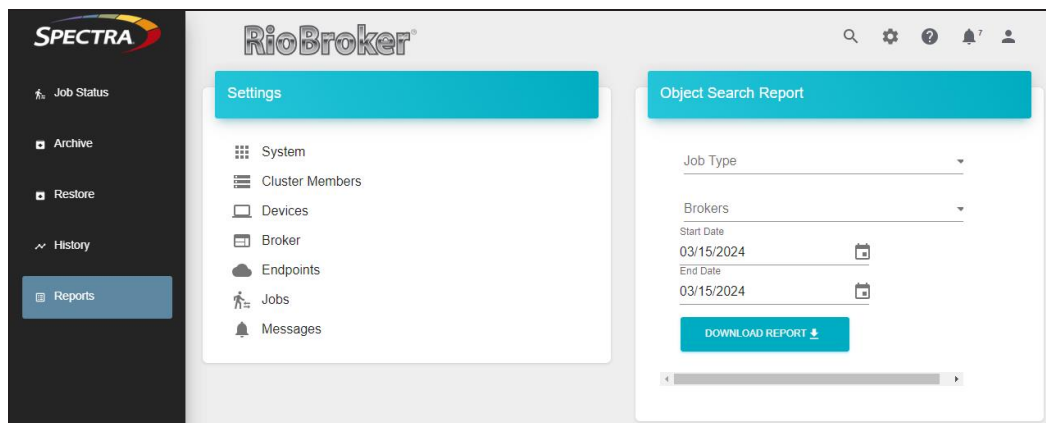 SPECTRA
RioBroker®
7
Job Status
Archive
Restore
History
Reports
Settings
System
Cluster Members
Devices
Broker
Endpoints
Jobs
Messages
Object Search Report
Job Type
Brokers
Start Date
03/15/2024
End Date
03/15/2024
DOWNLOAD REPORT